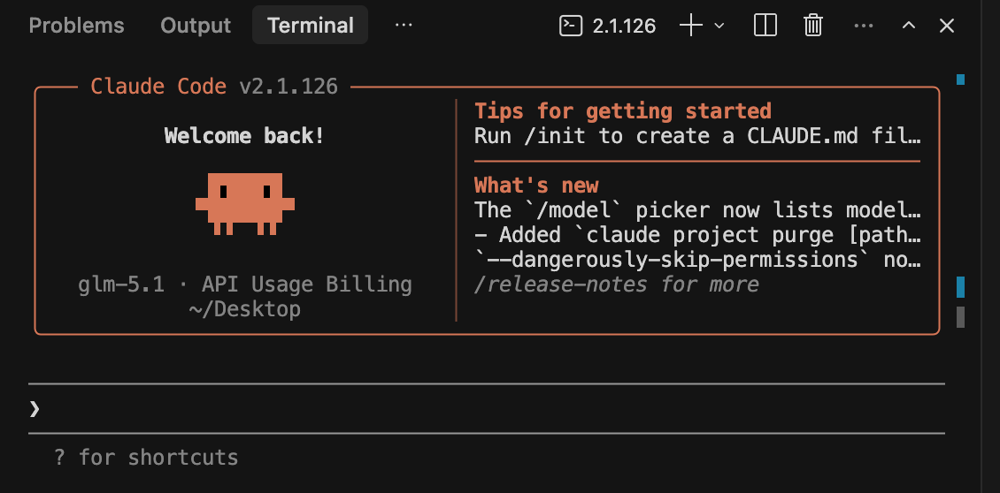 Problems Output Terminal ··· 2.1.126
Claude Code v2.1.126
Welcome back!
glm-5.1 · API Usage Billing
~/Desktop
Tips for getting started
Run /init to create a CLAUDE.md fil…
What's new
The `/model` picker now lists model…
- Added `claude project purge [path…
`--dangerously-skip-permissions` no…
/release-notes for more
❯
? for shortcuts